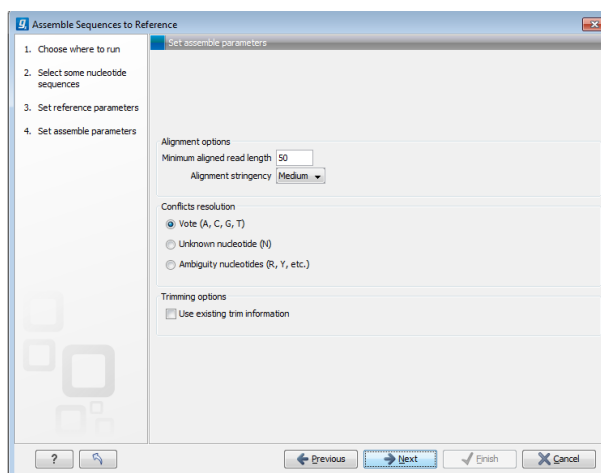 Assemble Sequences to Reference
1. Choose where to run
2. Select some nucleotide
sequences
3. Set reference parameters
4. Set assemble parameters
Set assemble parameters
Alignment options
Minimum aligned read length 50
Alignment stringency Medium
Conflicts resolution
Vote (A, C, G, T)
Unknown nucleotide (N)
Ambiguity nucleotides (R, Y, etc.)
Trimming options
Use existing trim information
?
Previous
Next
Finish
Cancel